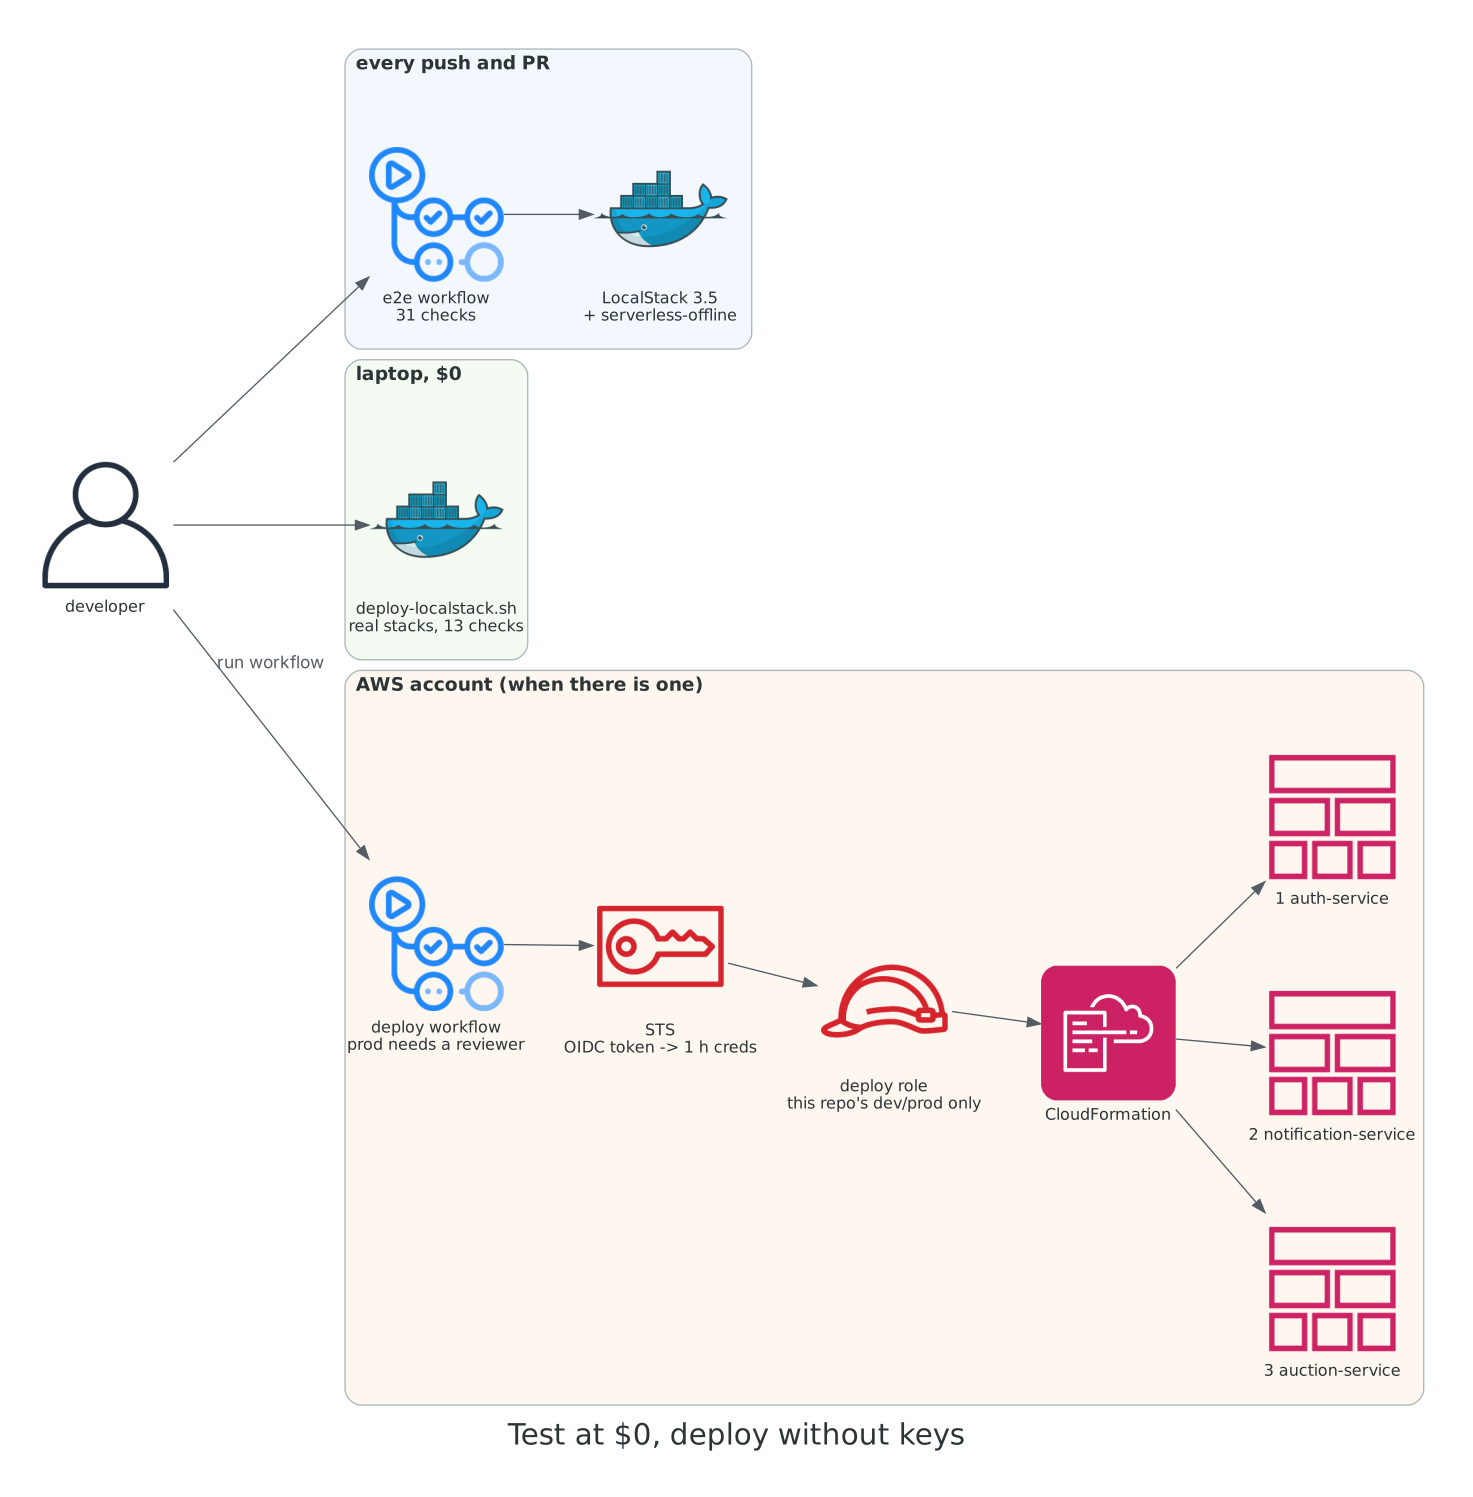 every push and PR
e2e workflow
31 checks
LocalStack 3.5
+ serverless-offline
laptop, $0
deploy-localstack.sh
real stacks, 13 checks
developer
run workflow
AWS account (when there is one)
deploy workflow
prod needs a reviewer
STS
OIDC token -> 1 h creds
deploy role
this repo's dev/prod only
CloudFormation
1 auth-service
2 notification-service
3 auction-service
Test at $0, deploy without keys